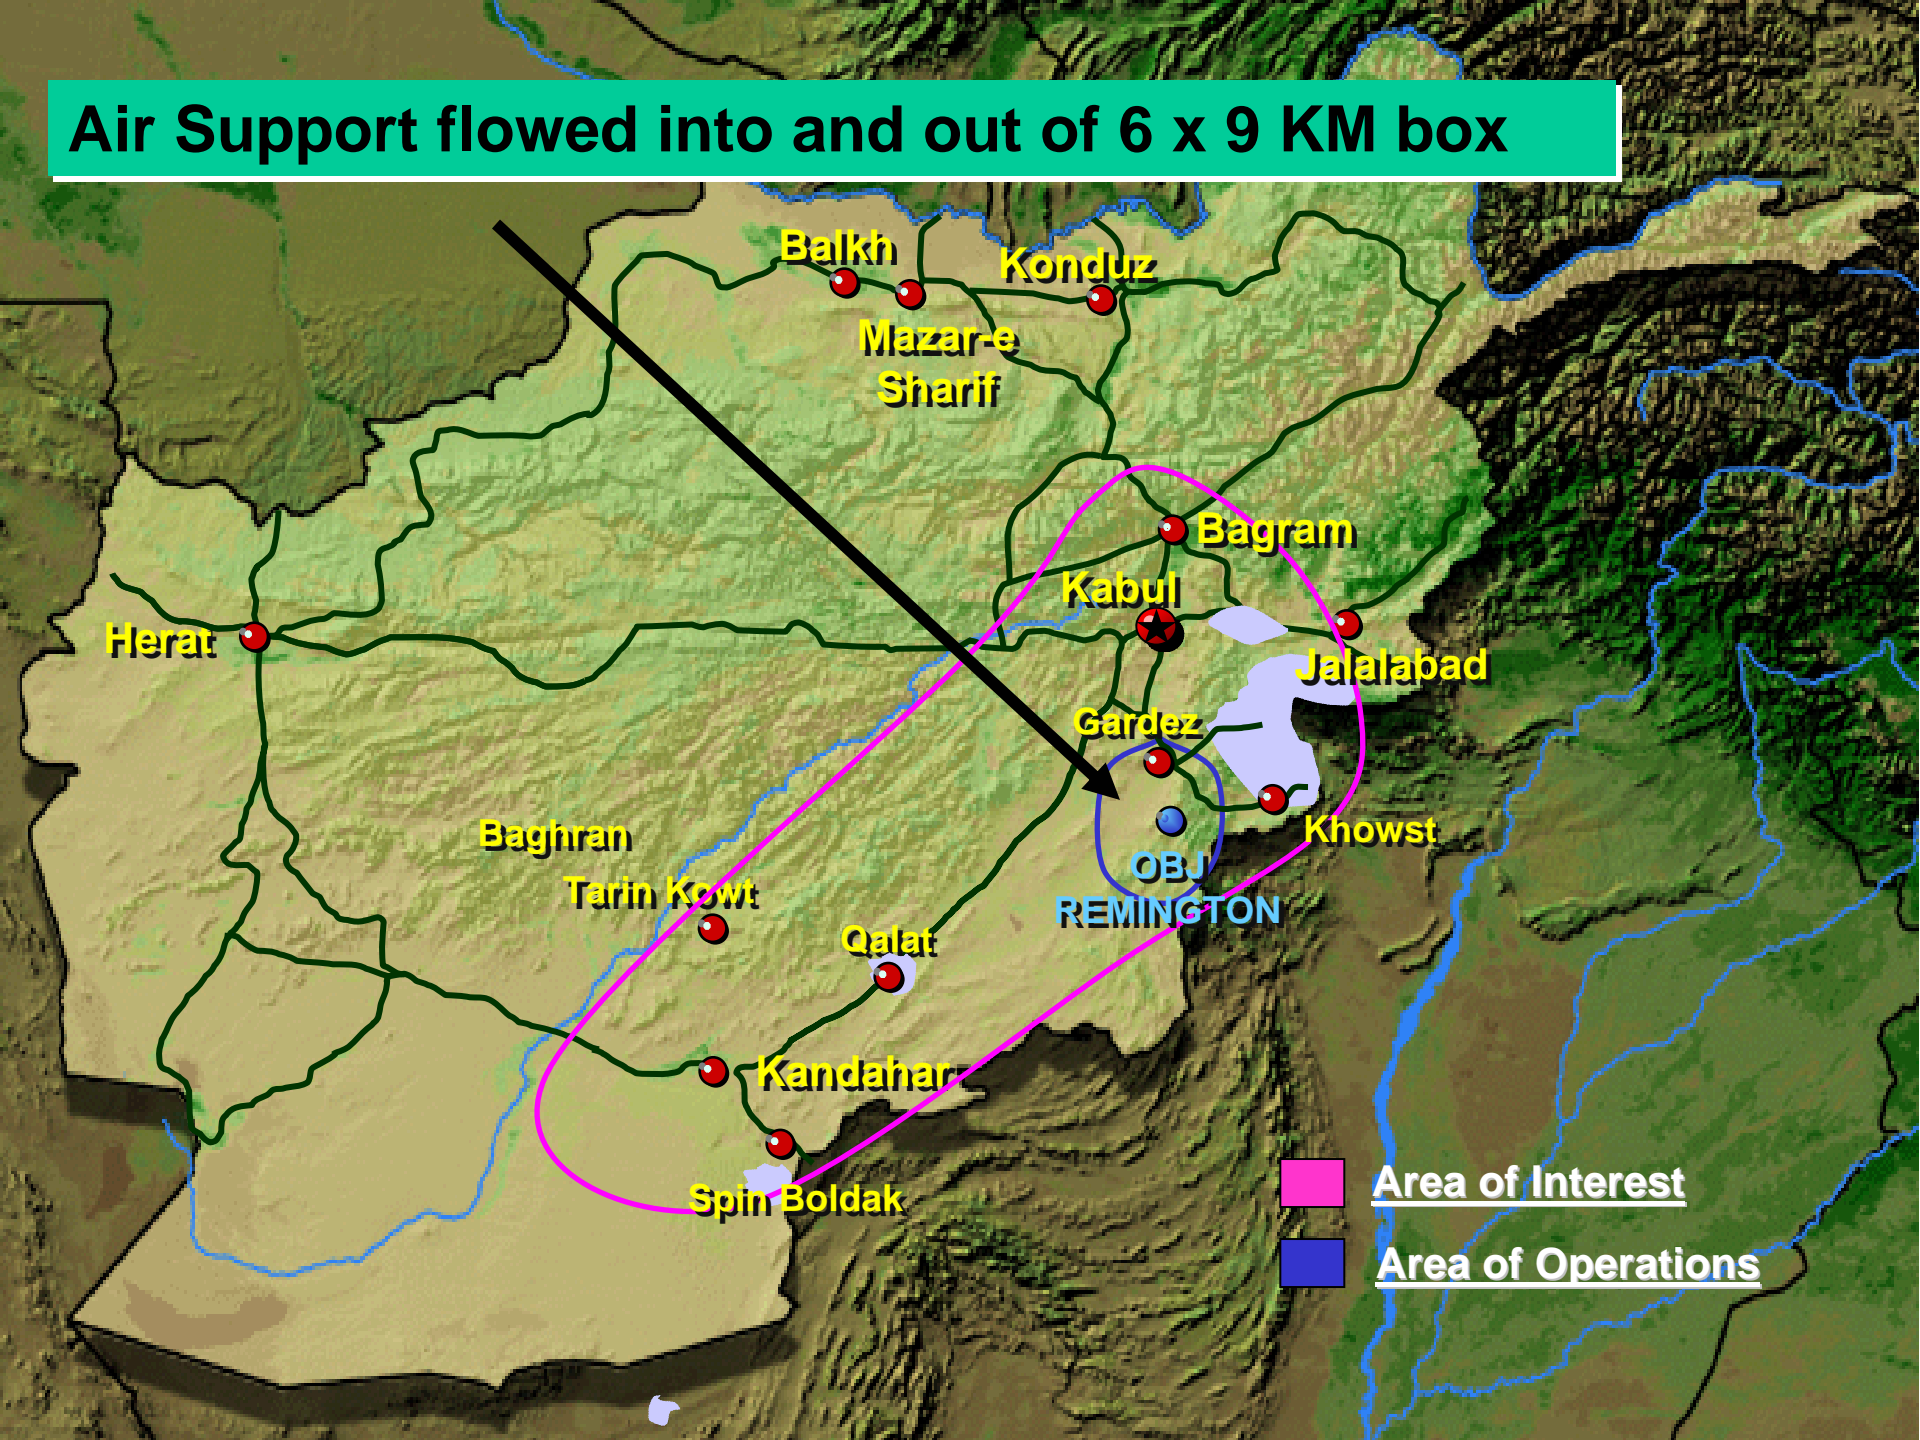 Air Support flowed into and out of 6 x 9 KM box
Balkh
Konduz
Mazar-e
Sharif
Bagram
Kabul
Herat
Jalalabad
Gardez
Baghran
Khowst
OBJ
REMINGTON
Tarin Kowt
Qalat
Kandahar
Spin Boldak
Area of Interest
Area of Operations